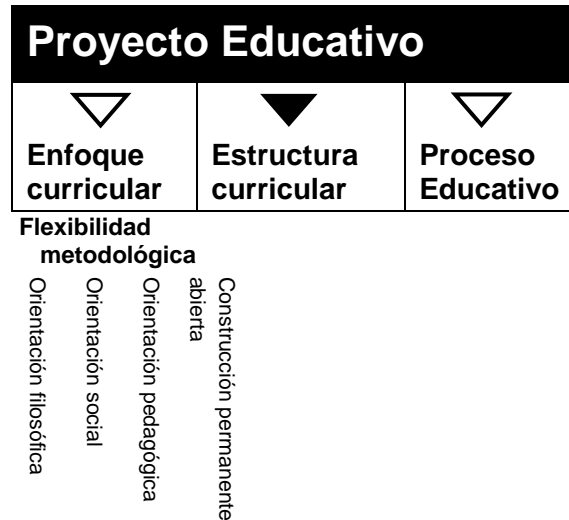 Proyecto Educativo
Enfoque
curricular
Estructura
curricular
Proceso
Educativo
Flexibilidad
metodológica
Orientación filosófica
Orientación social
Orientación pedagógica
Construcción permanente
abierta